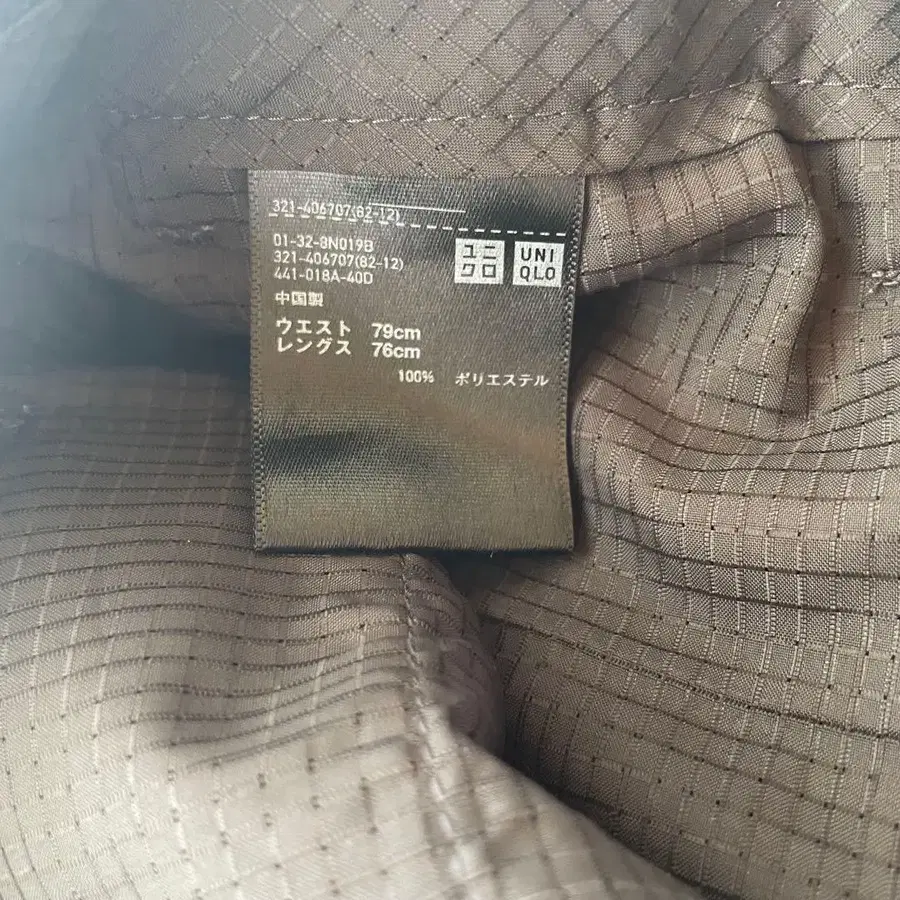 321-406707(82-12)
01-32-8N019B
321-406707(82-12)
441-018A-40D
ユニ
クロ
UNI
QLO
中国製
ウエスト 79cm
レングス 76cm
100% ポリエステル